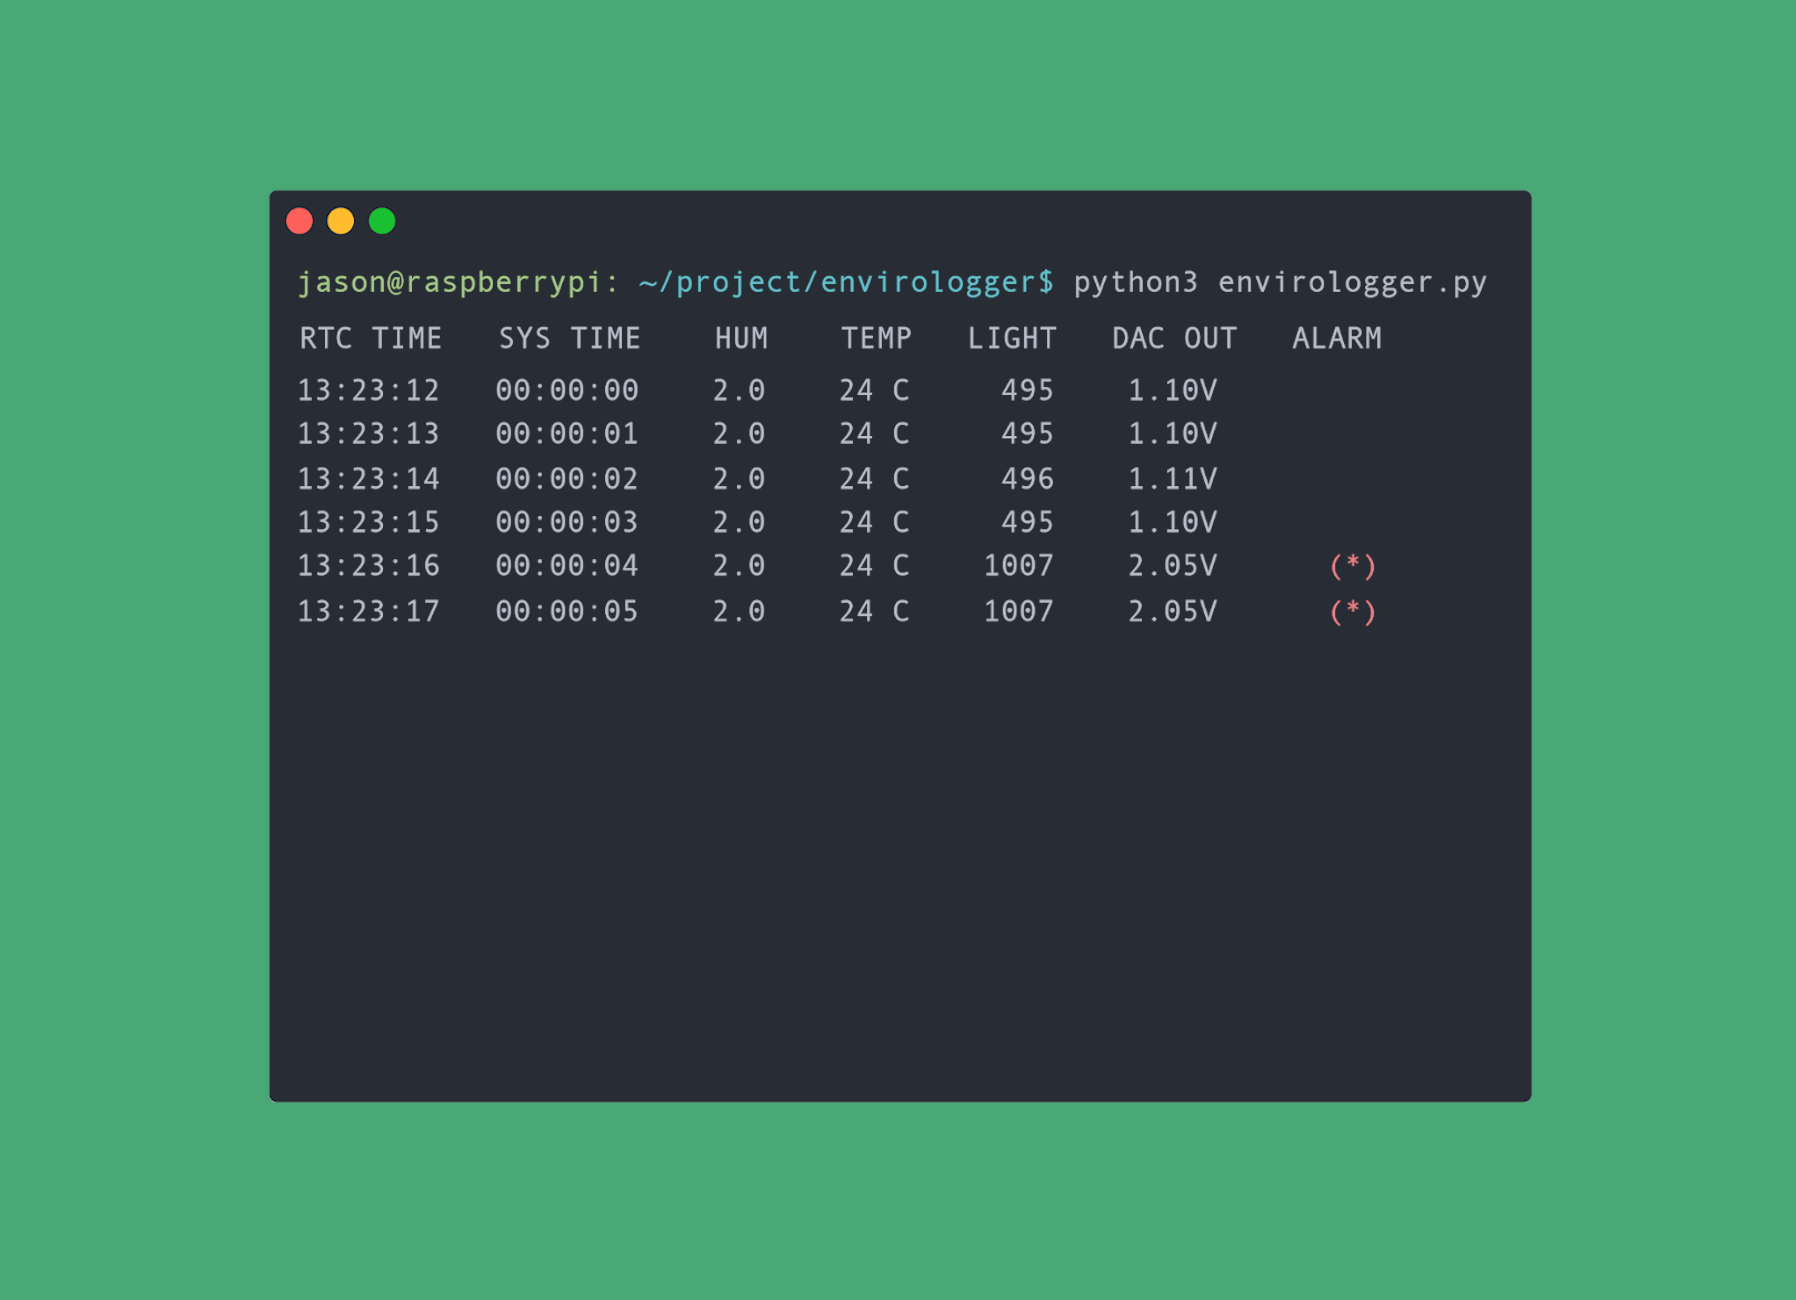 jason@raspberrypi: ~/project/envirologger$ python3 envirologger.py
RTC TIME SYS TIME HUM TEMP LIGHT DAC OUT ALARM
13:23:12 00:00:00 2.0 24 C 495 1.10V
13:23:13 00:00:01 2.0 24 C 495 1.10V
13:23:14 00:00:02 2.0 24 C 496 1.11V
13:23:15 00:00:03 2.0 24 C 495 1.10V
13:23:16 00:00:04 2.0 24 C 1007 2.05V (*)
13:23:17 00:00:05 2.0 24 C 1007 2.05V (*)